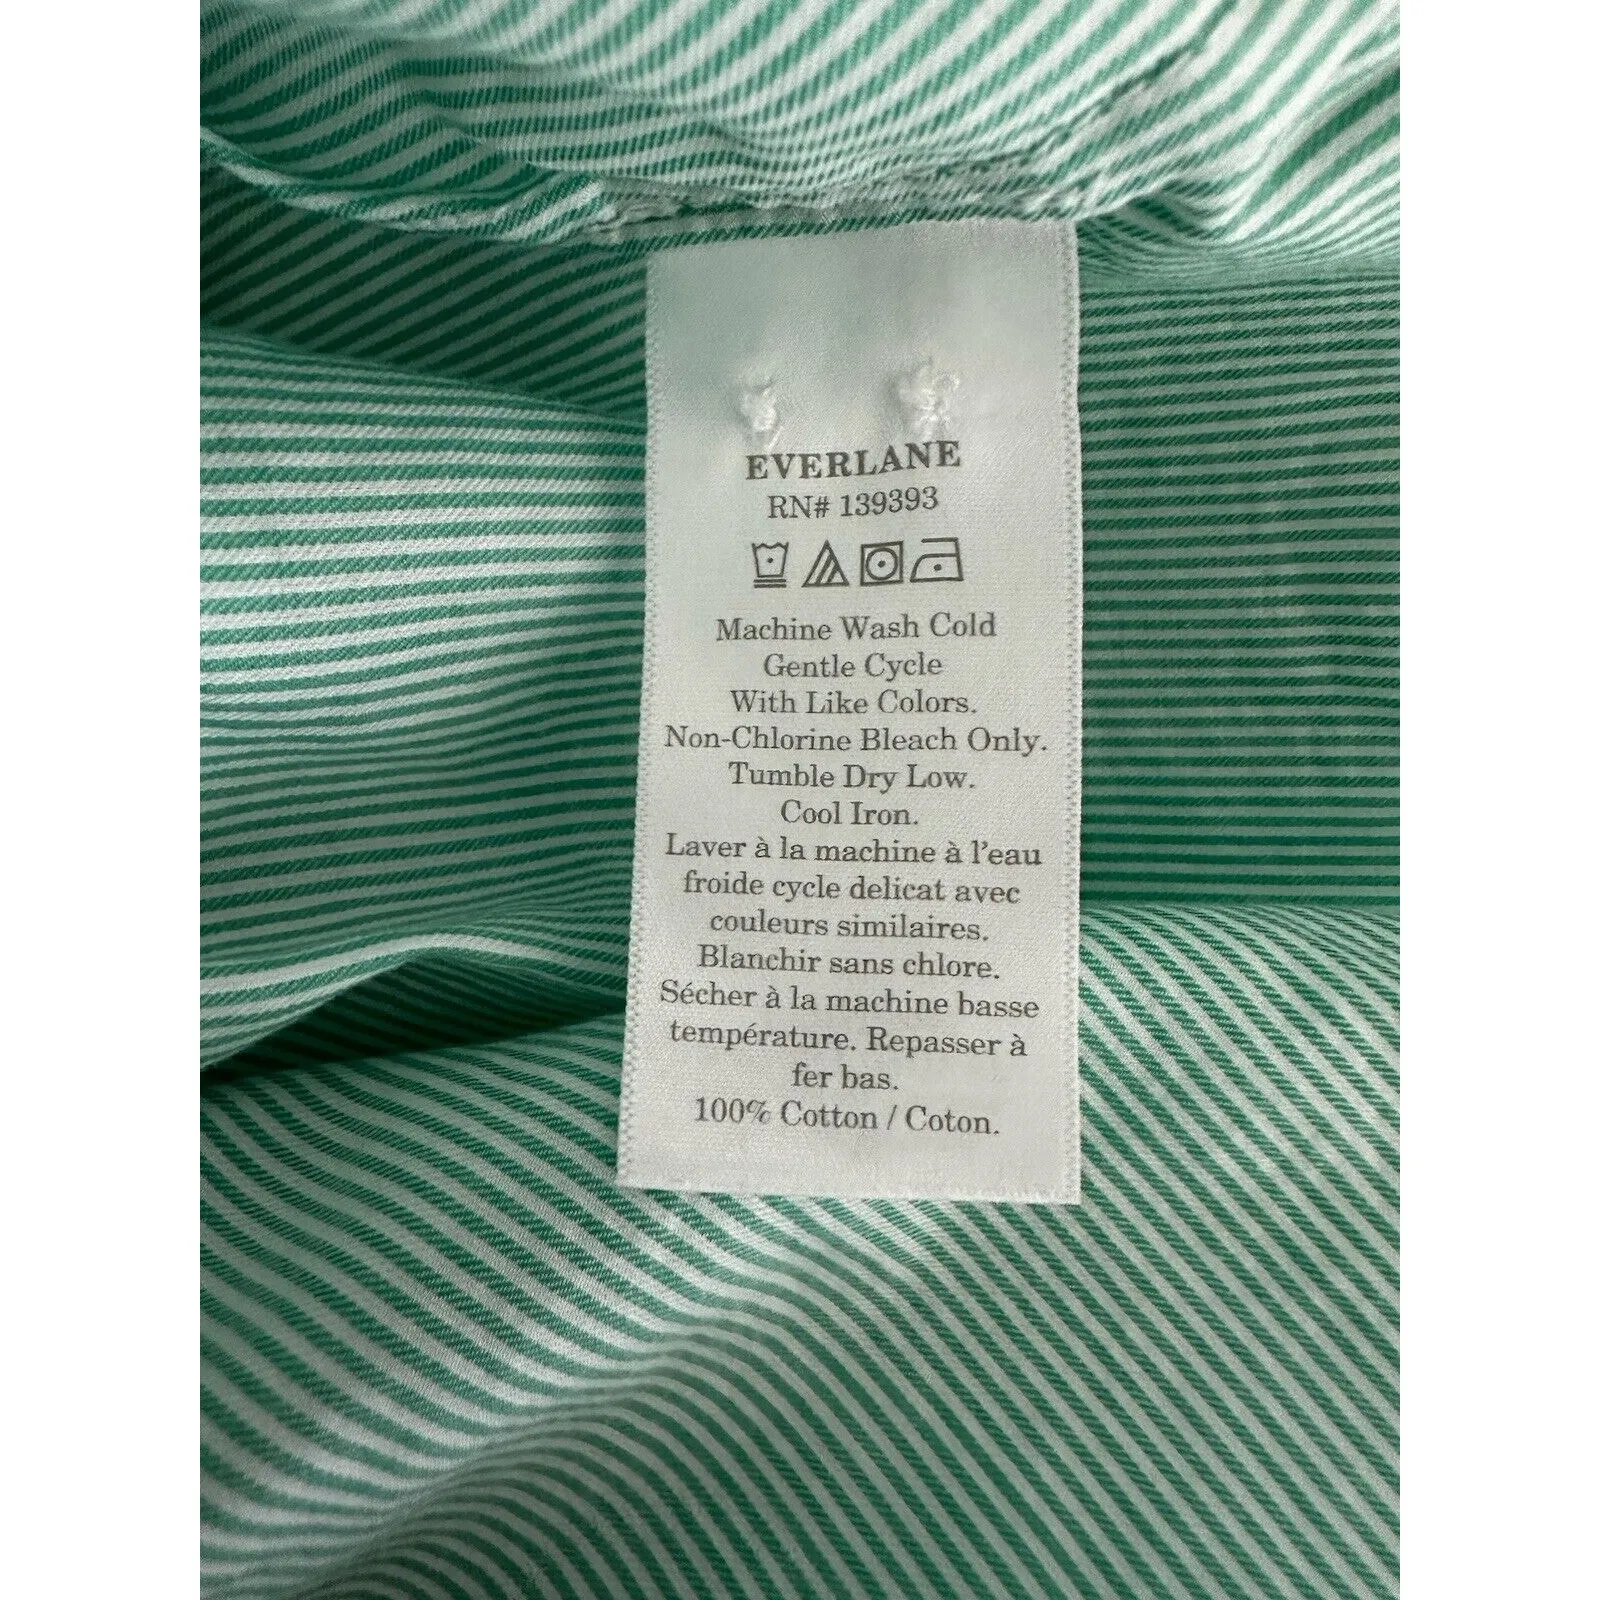 EVERLANE
RN# 139393
Machine Wash Cold
Gentle Cycle
With Like Colors.
Non-Chlorine Bleach Only.
Tumble Dry Low.
Cool Iron.
Laver à la machine à l'eau
froide cycle delicat avec
couleurs similaires.
Blanchir sans chlore.
Sécher à la machine basse
température. Repasser à
fer bas.
100% Cotton / Coton.